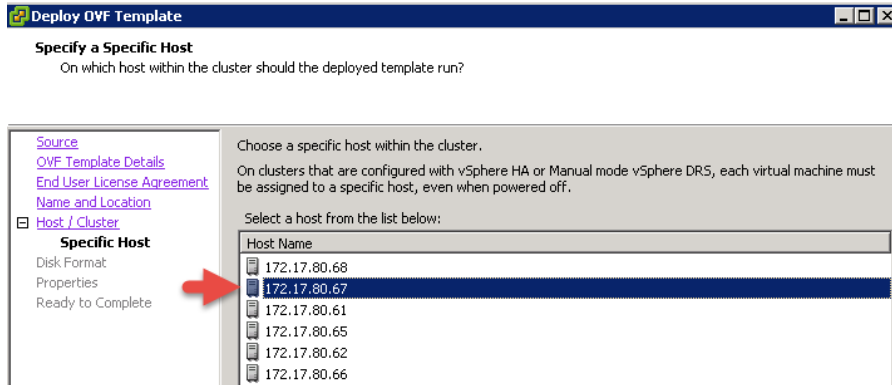 Deploy OVF Template
Specify a Specific Host
On which host within the cluster should the deployed template run?
Source
OVF Template Details
End User License Agreement
Name and Location
Host / Cluster
Specific Host
Disk Format
Properties
Ready to Complete
Choose a specific host within the cluster.
On clusters that are configured with vSphere HA or Manual mode vSphere DRS, each virtual machine must
be assigned to a specific host, even when powered off.
Select a host from the list below:
Host Name
172.17.80.68
172.17.80.67
172.17.80.61
172.17.80.65
172.17.80.62
172.17.80.66